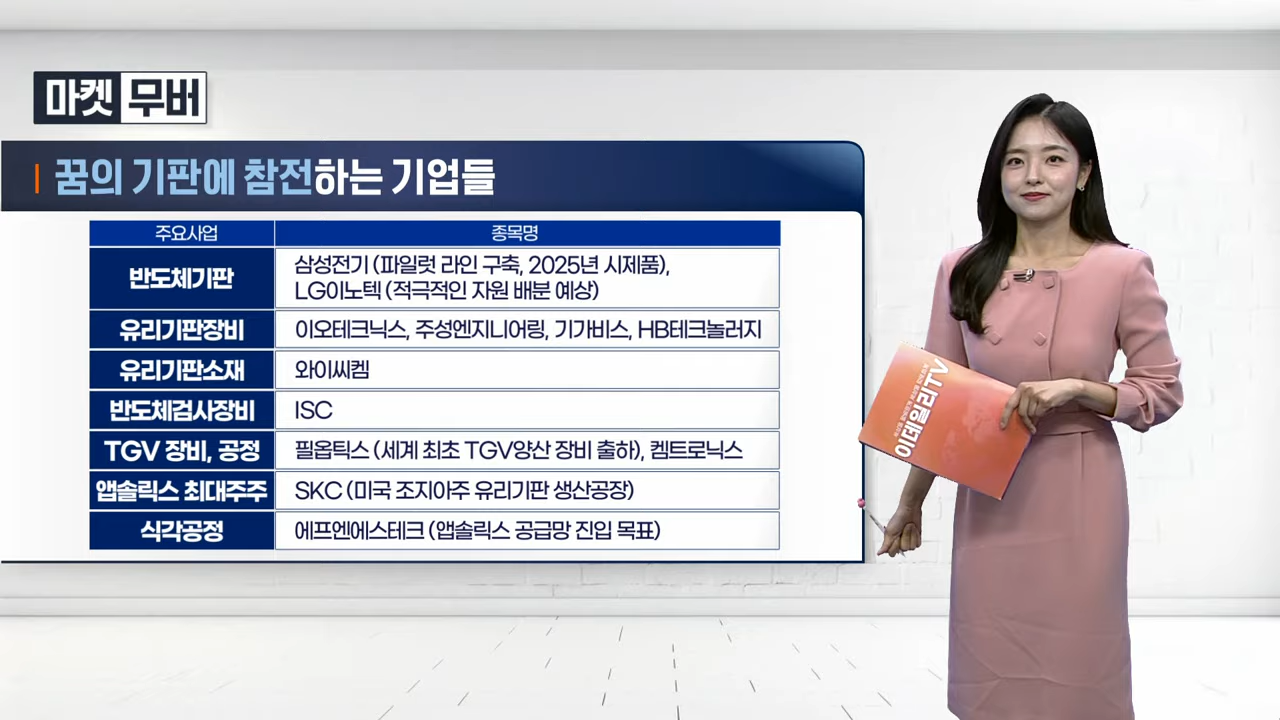 마켓 무버
꿈의 기판에 참전하는 기업들
주요사업 종목명
반도체기판 삼성전기 (파일럿 라인 구축, 2025년 시제품),
LG이노텍 (적극적인 자원 배분 예상)
유리기판장비 이오테크닉스, 주성엔지니어링, 기가비스, HB테크놀러지
유리기판소재 와이씨켐
반도체검사장비 ISC
TGV 장비, 공정 필옵틱스 (세계 최초 TGV양산 장비 출하), 켐트로닉스
앱솔릭스 최대주주 SKC (미국 조지아주 유리기판 생산공장)
식각공정 에프엔에스테크 (앱솔릭스 공급망 진입 목표)
이데일리TV